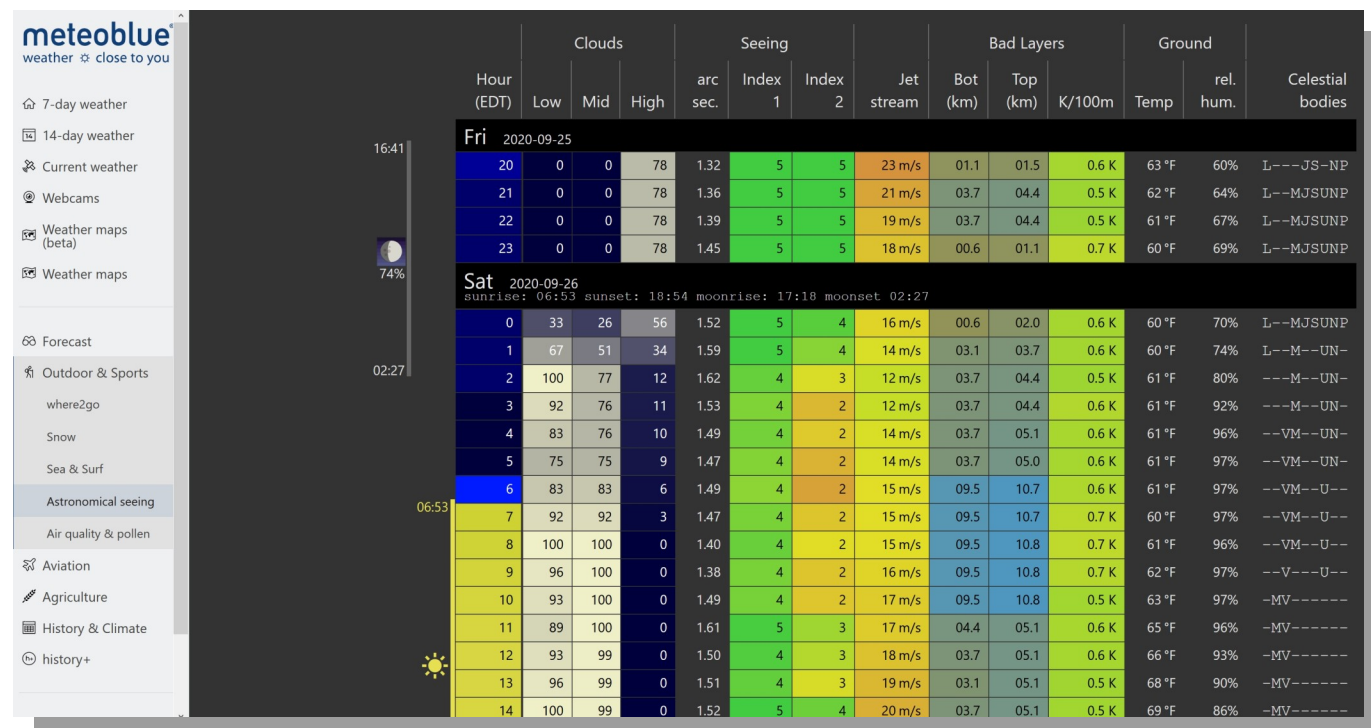 meteoblue®
weather ☼ close to you
7-day weather
14-day weather
Current weather
Webcams
Weather maps
(beta)
Weather maps
Forecast
Outdoor & Sports
where2go
Snow
Sea & Surf
Astronomical seeing
Air quality & pollen
Aviation
Agriculture
History & Climate
history+
16:41
74%
02:27
06:53
Clouds Seeing Bad Layers Ground
Hour arc Index Index Jet Bot Top rel. Celestial
(EDT) Low Mid High sec. 1 2 stream (km) (km) K/100m Temp hum. bodies
Fri 2020-09-25
20 0 0 78 1.32 5 5 23 m/s 01.1 01.5 0.6 K 63 °F 60% L---JS-NP
21 0 0 78 1.36 5 5 21 m/s 03.7 04.4 0.5 K 62 °F 64% L--MJSUNP
22 0 0 78 1.39 5 5 19 m/s 03.7 04.4 0.5 K 61 °F 67% L--MJSUNP
23 0 0 78 1.45 5 5 18 m/s 00.6 01.1 0.7 K 60 °F 69% L--MJSUNP
Sat 2020-09-26
sunrise: 06:53 sunset: 18:54 moonrise: 17:18 moonset 02:27
0 33 26 56 1.52 5 4 16 m/s 00.6 02.0 0.6 K 60 °F 70% L--MJSUNP
1 67 51 34 1.59 5 4 14 m/s 03.1 03.7 0.6 K 60 °F 74% L--M--UN-
2 100 77 12 1.62 4 3 12 m/s 03.7 04.4 0.5 K 61 °F 80% ---M--UN-
3 92 76 11 1.53 4 2 12 m/s 03.7 04.4 0.6 K 61 °F 92% ---M--UN-
4 83 76 10 1.49 4 2 14 m/s 03.7 05.1 0.6 K 61 °F 96% --VM--UN-
5 75 75 9 1.47 4 2 14 m/s 03.7 05.0 0.6 K 61 °F 97% --VM--UN-
6 83 83 6 1.49 4 2 15 m/s 09.5 10.7 0.6 K 61 °F 97% --VM--U--
7 92 92 3 1.47 4 2 15 m/s 09.5 10.7 0.7 K 60 °F 97% --VM--U--
8 100 100 0 1.40 4 2 15 m/s 09.5 10.8 0.7 K 61 °F 96% --VM--U--
9 96 100 0 1.38 4 2 16 m/s 09.5 10.8 0.7 K 62 °F 97% --V---U--
10 93 100 0 1.49 4 2 17 m/s 09.5 10.8 0.5 K 63 °F 97% -MV------
11 89 100 0 1.61 5 3 17 m/s 04.4 05.1 0.6 K 65 °F 96% -MV------
12 93 99 0 1.50 4 3 18 m/s 03.7 05.1 0.6 K 66 °F 93% -MV------
13 96 99 0 1.51 4 3 19 m/s 03.1 05.1 0.5 K 68 °F 90% -MV------
14 100 99 0 1.52 5 4 20 m/s 03.7 05.1 0.5 K 69 °F 86% -MV------